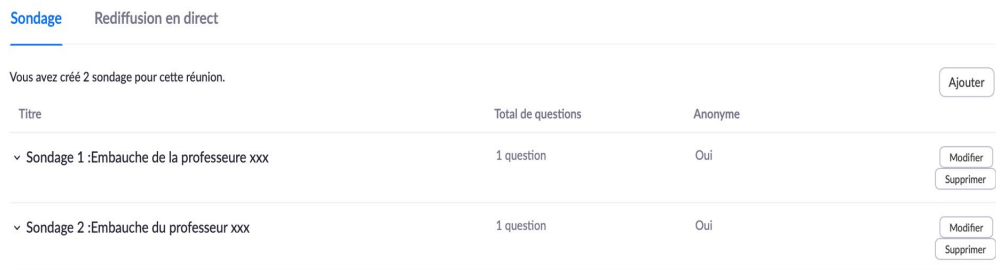 Sondage Rediffusion en direct
Vous avez créé 2 sondage pour cette réunion.
Ajouter
Titre Total de questions Anonyme
Sondage 1 :Embauche de la professeure xxx 1 question Oui Modifier
Supprimer
Sondage 2 :Embauche du professeur xxx 1 question Oui Modifier
Supprimer